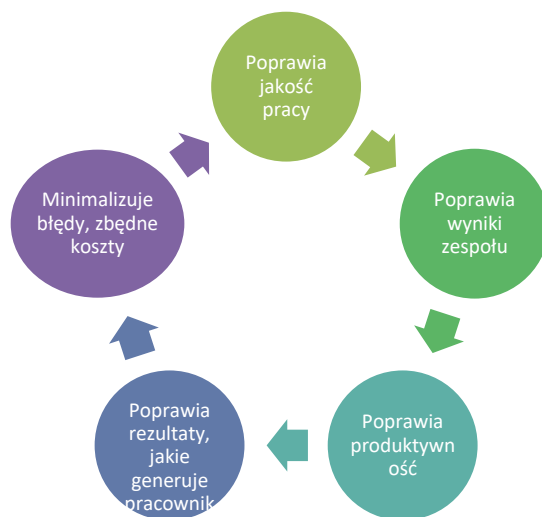 Poprawia
jakość
pracy
Poprawia
wyniki
zespołu
Poprawia
produktywn
ość
Poprawia
rezultaty,
jakie
generuje
pracownik
Minimalizuje
błędy, zbędne
koszty